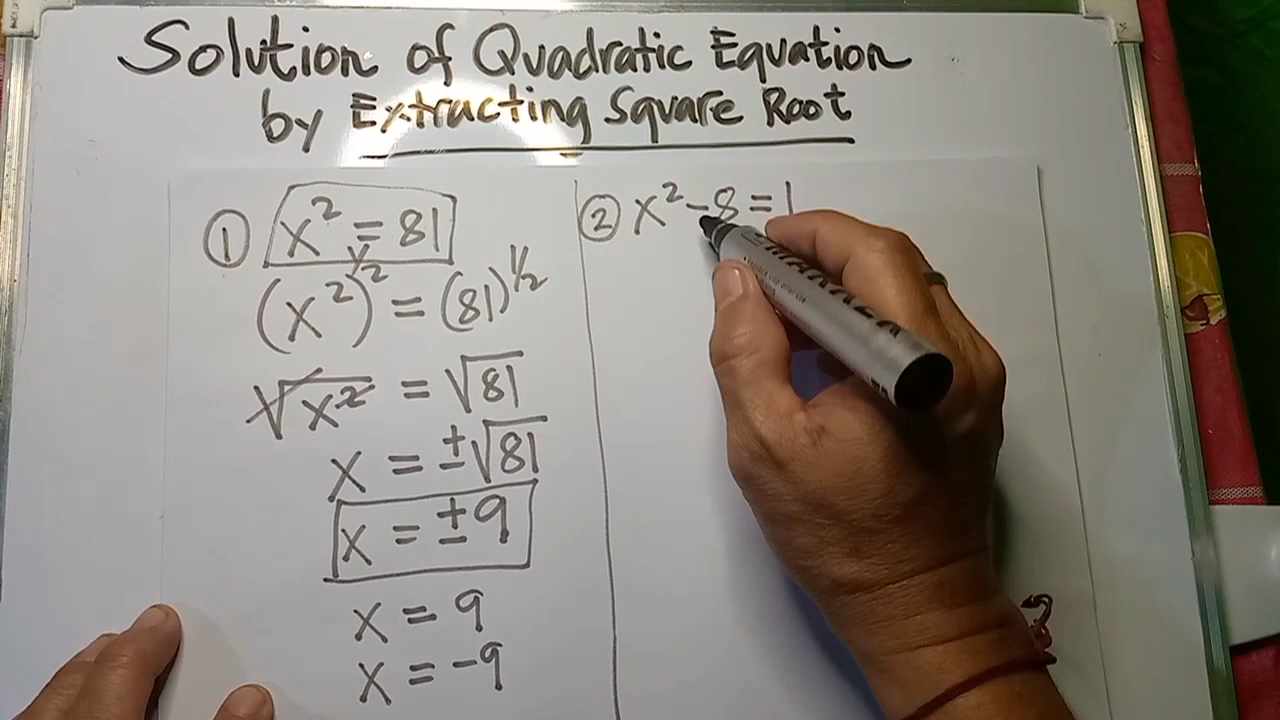 Solution of Quadratic Equation
by Extracting Square Root
① x² = 81
(x²)^½ = (81)^½
√x² = √81
x = ±√81
x = ±9
x = 9
x = -9
② x² - 8 = 1
MARKER